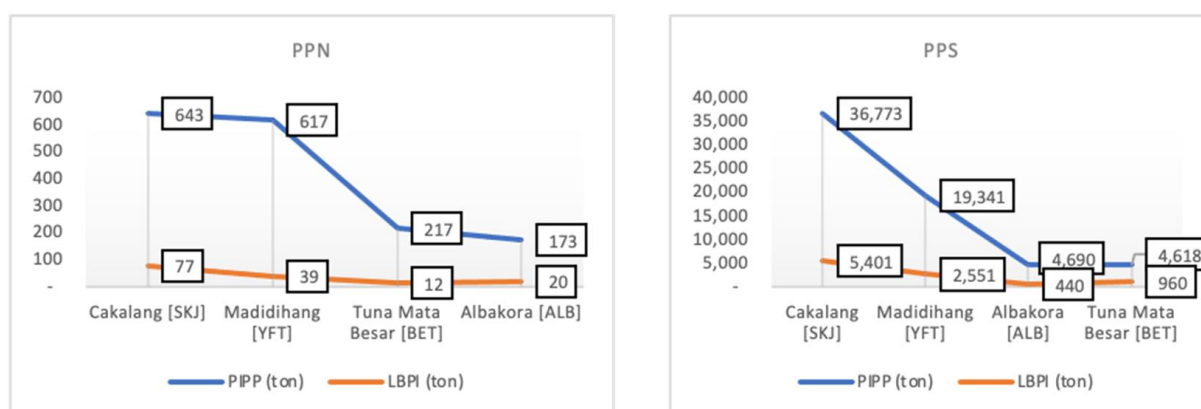 PPN
700
600
500
400
300
200
100
-
643
617
217
173
77
39
12
20
Cakalang [SKJ]
Madidihang
[YFT]
Tuna Mata
Besar [BET]
Albakora [ALB]
PIPP (ton)
LBPI (ton)
PPS
40,000
35,000
30,000
25,000
20,000
15,000
10,000
5,000
-
36,773
19,341
4,690
4,618
5,401
2,551
440
960
Cakalang
[SKJ]
Madidihang
[YFT]
Albakora
[ALB]
Tuna Mata
Besar [BET]
PIPP (ton)
LBPI (ton)